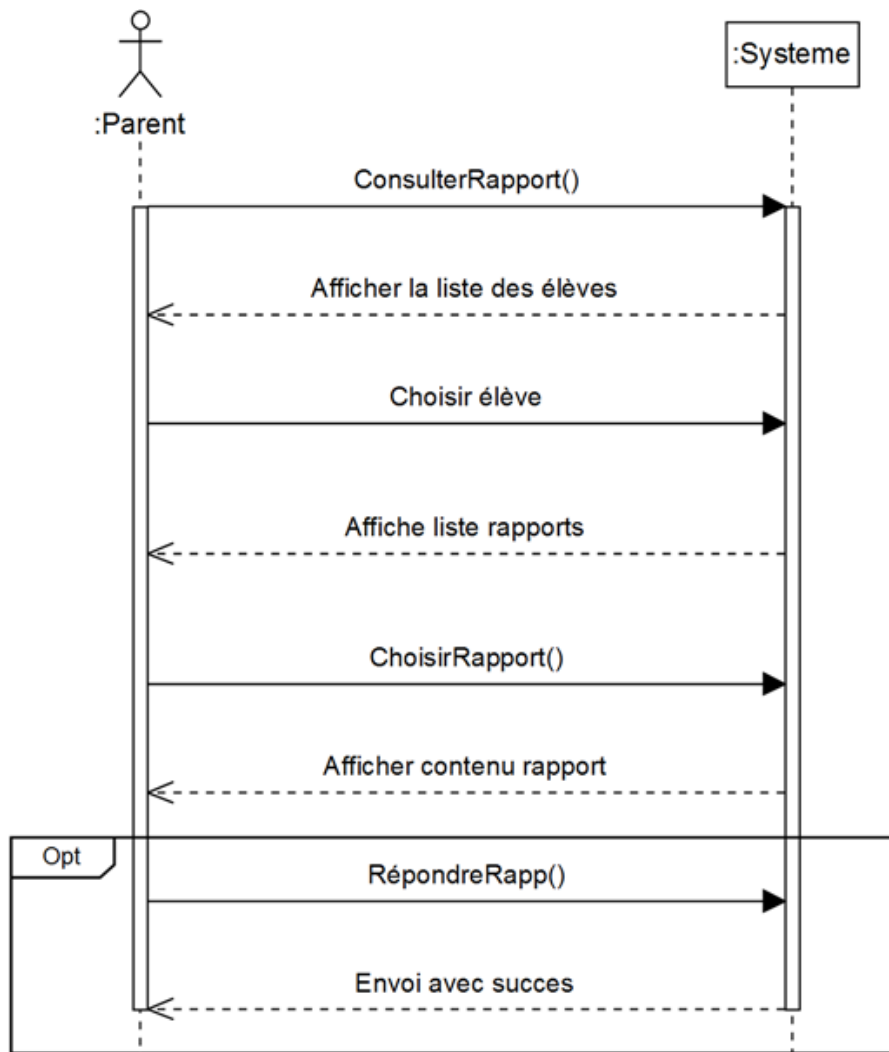 :Parent
:Systeme
ConsulterRapport()
Afficher la liste des élèves
Choisir élève
Affiche liste rapports
ChoisirRapport()
Afficher contenu rapport
Opt
RépondreRapp()
Envoi avec succes